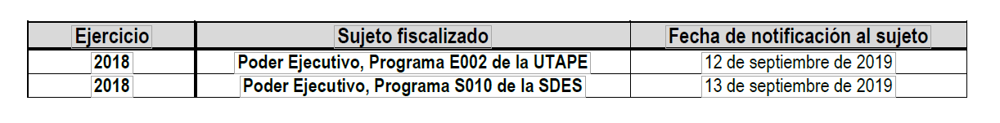 Ejercicio Sujeto fiscalizado Fecha de notificación al sujeto
2018 Poder Ejecutivo, Programa E002 de la UTAPE 12 de septiembre de 2019
2018 Poder Ejecutivo, Programa S010 de la SDES 13 de septiembre de 2019